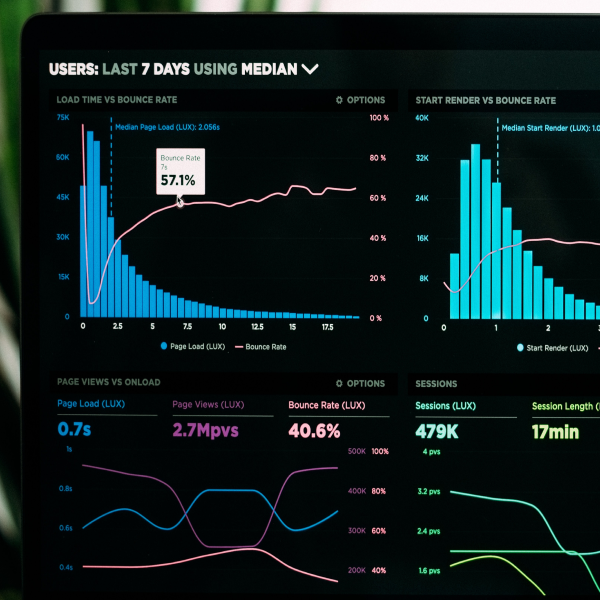 USERS: LAST 7 DAYS USING MEDIAN
LOAD TIME VS BOUNCE RATE
OPTIONS
75K
60K
45K
30K
15K
0
Median Page Load (LUX): 2.056s
Bounce Rate
7s
57.1%
100 %
80 %
60 %
40 %
20 %
0 %
0 2.5 5 7.5 10 12.5 15 17.5
Page Load (LUX) Bounce Rate
START RENDER VS BOUNCE RATE
40K
32K
24K
16K
8K
0
Median Start Render (LUX): 1.0
0 1 2 3
Start Render (LUX)
PAGE VIEWS VS ONLOAD
OPTIONS
Page Load (LUX) Page Views (LUX) Bounce Rate (LUX)
0.7s 2.7Mpvs 40.6%
1s
0.8s
0.6s
0.4s
500K 100%
400K 80%
300K 60%
200K 40%
SESSIONS
Sessions (LUX) Session Length (
479K 17min
4 pvs
3.2 pvs
2.4 pvs
1.6 pvs